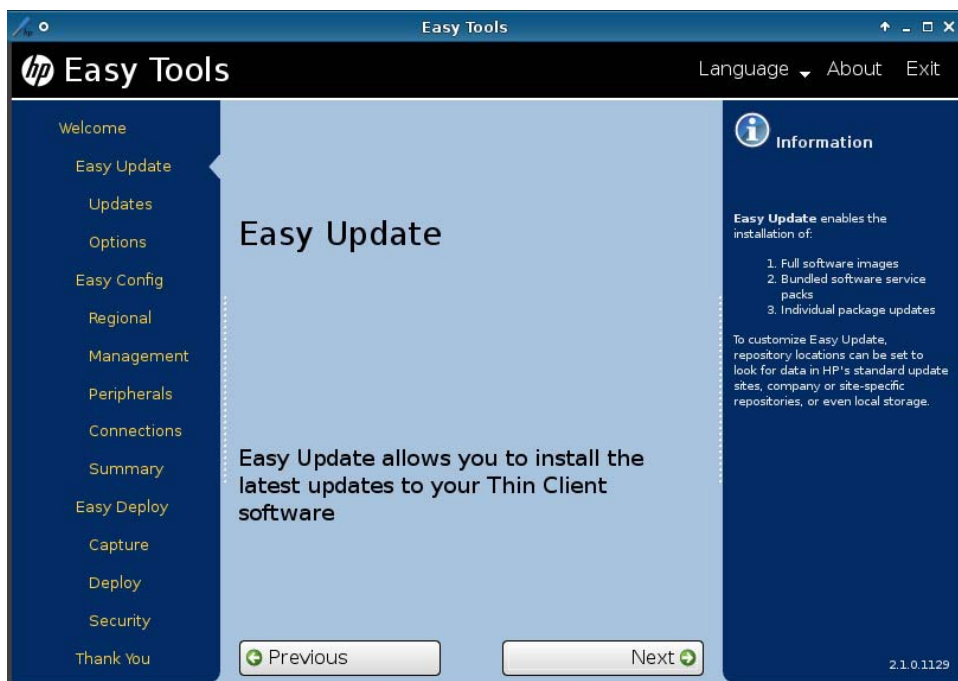 Easy Tools
hp Easy Tools
Language About Exit
Welcome
Easy Update
Updates
Options
Easy Config
Regional
Management
Peripherals
Connections
Summary
Easy Deploy
Capture
Deploy
Security
Thank You
Easy Update
Easy Update allows you to install the
latest updates to your Thin Client
software
Previous
Next
Information
Easy Update enables the
installation of:
1. Full software images
2. Bundled software service
packs
3. Individual package updates
To customize Easy Update,
repository locations can be set to
look for data in HP's standard update
sites, company or site-specific
repositories, or even local storage.
2.1.0.1129